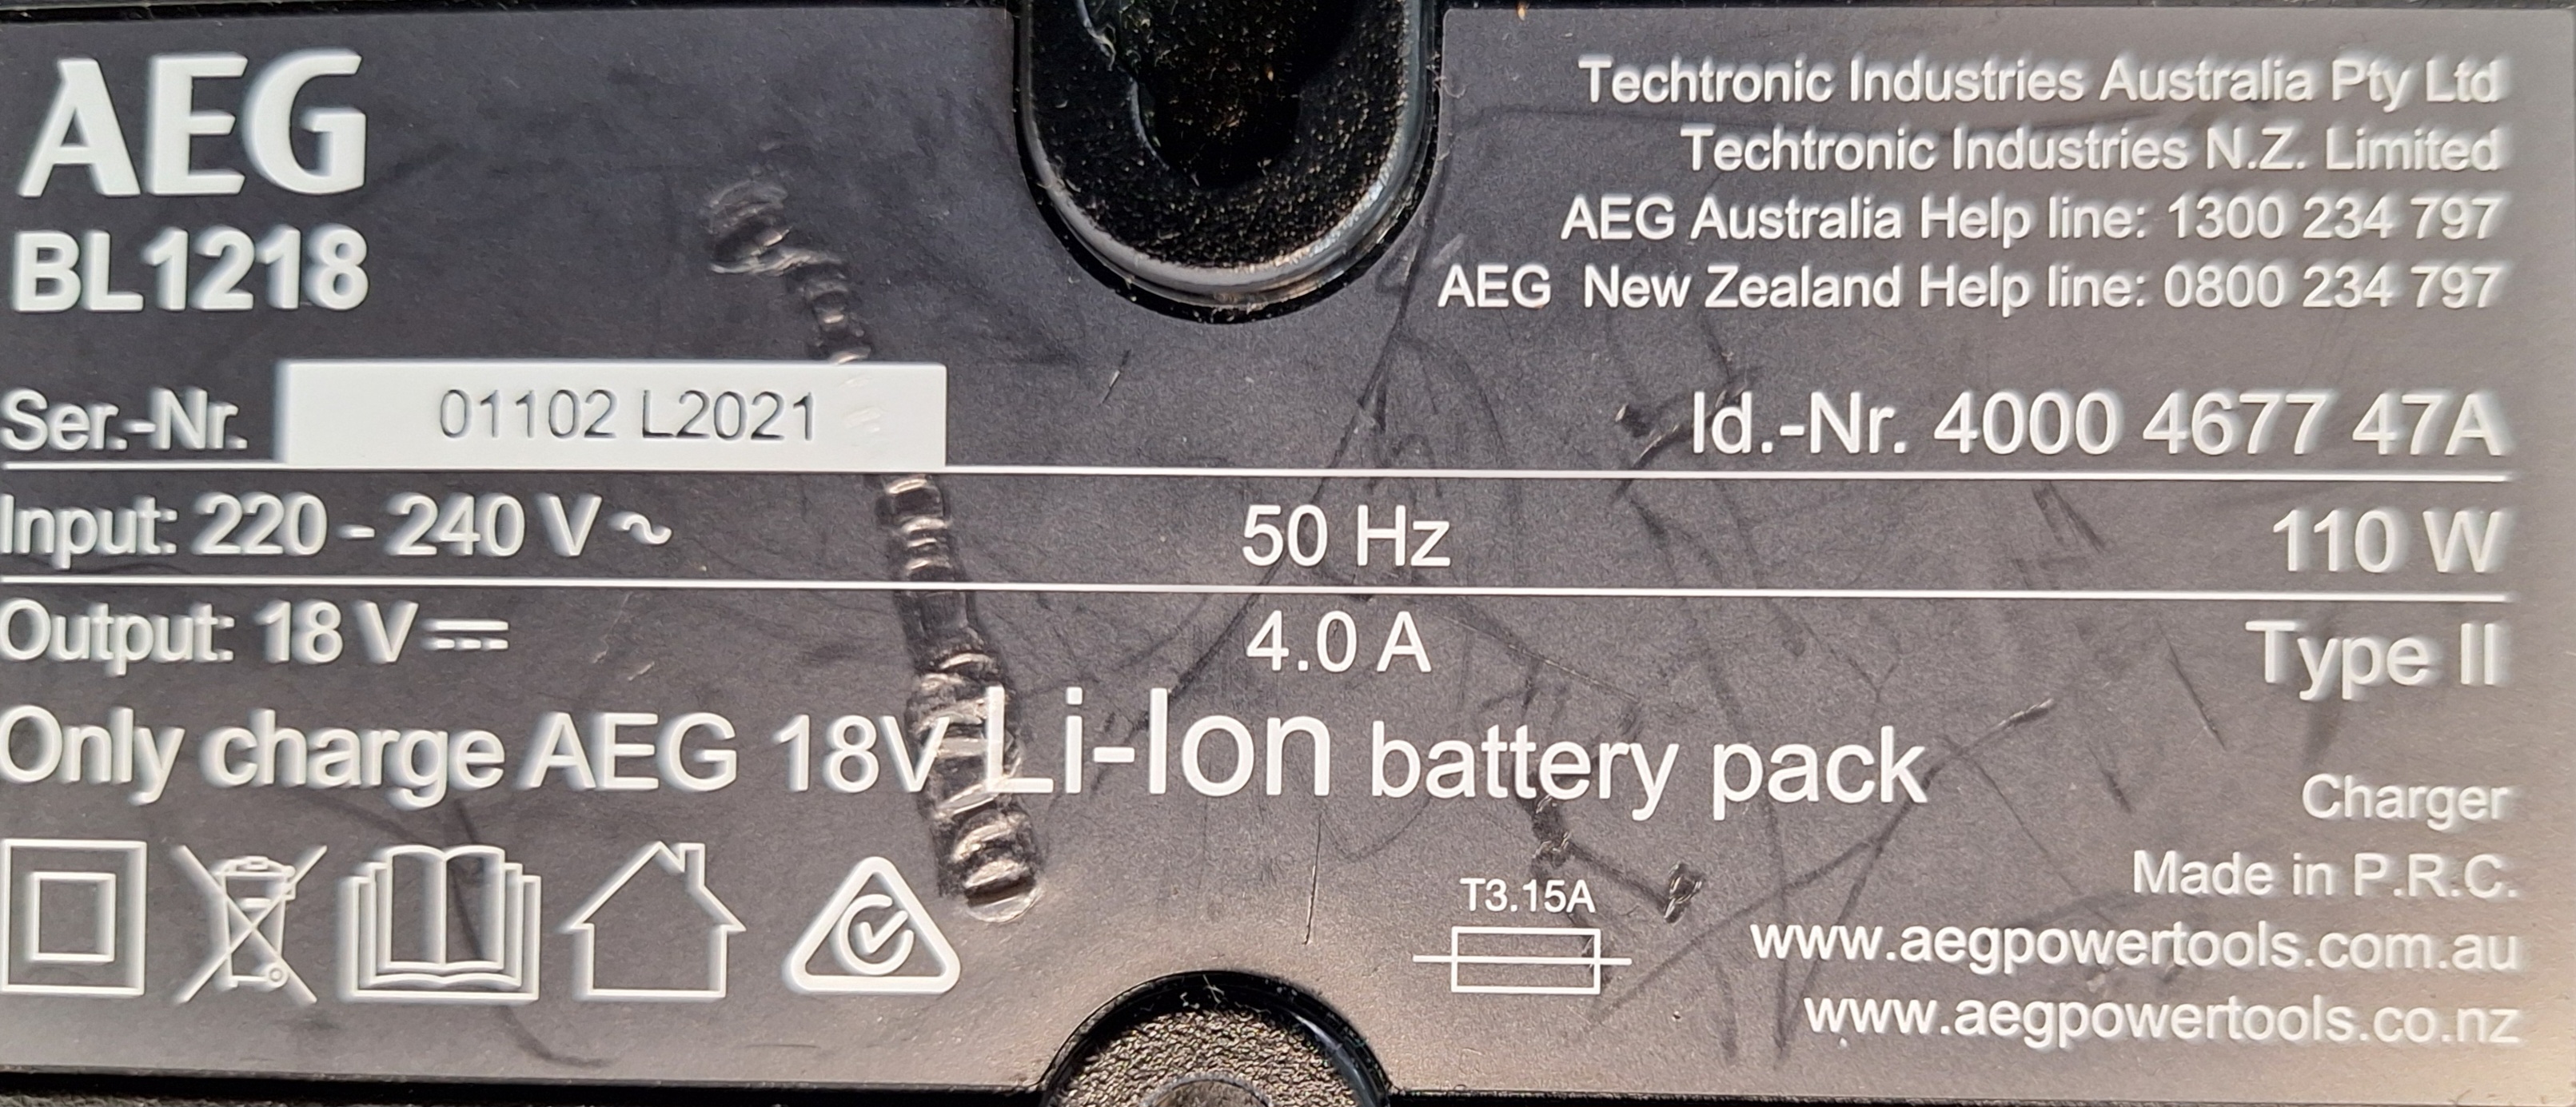 AEG
BL1218
Techtronic Industries Australia Pty Ltd
Techtronic Industries N.Z. Limited
AEG Australia Help line: 1300 234 797
AEG New Zealand Help line: 0800 234 797
Ser.-Nr. 01102 L2021 Id.-Nr. 4000 4677 47A
Input: 220 - 240 V ~ 50 Hz 110 W
Output: 18 V ⎓ 4.0 A Type II
Only charge AEG 18V Li-Ion battery pack
Charger
Made in P.R.C.
T3.15A
www.aegpowertools.com.au
www.aegpowertools.co.nz